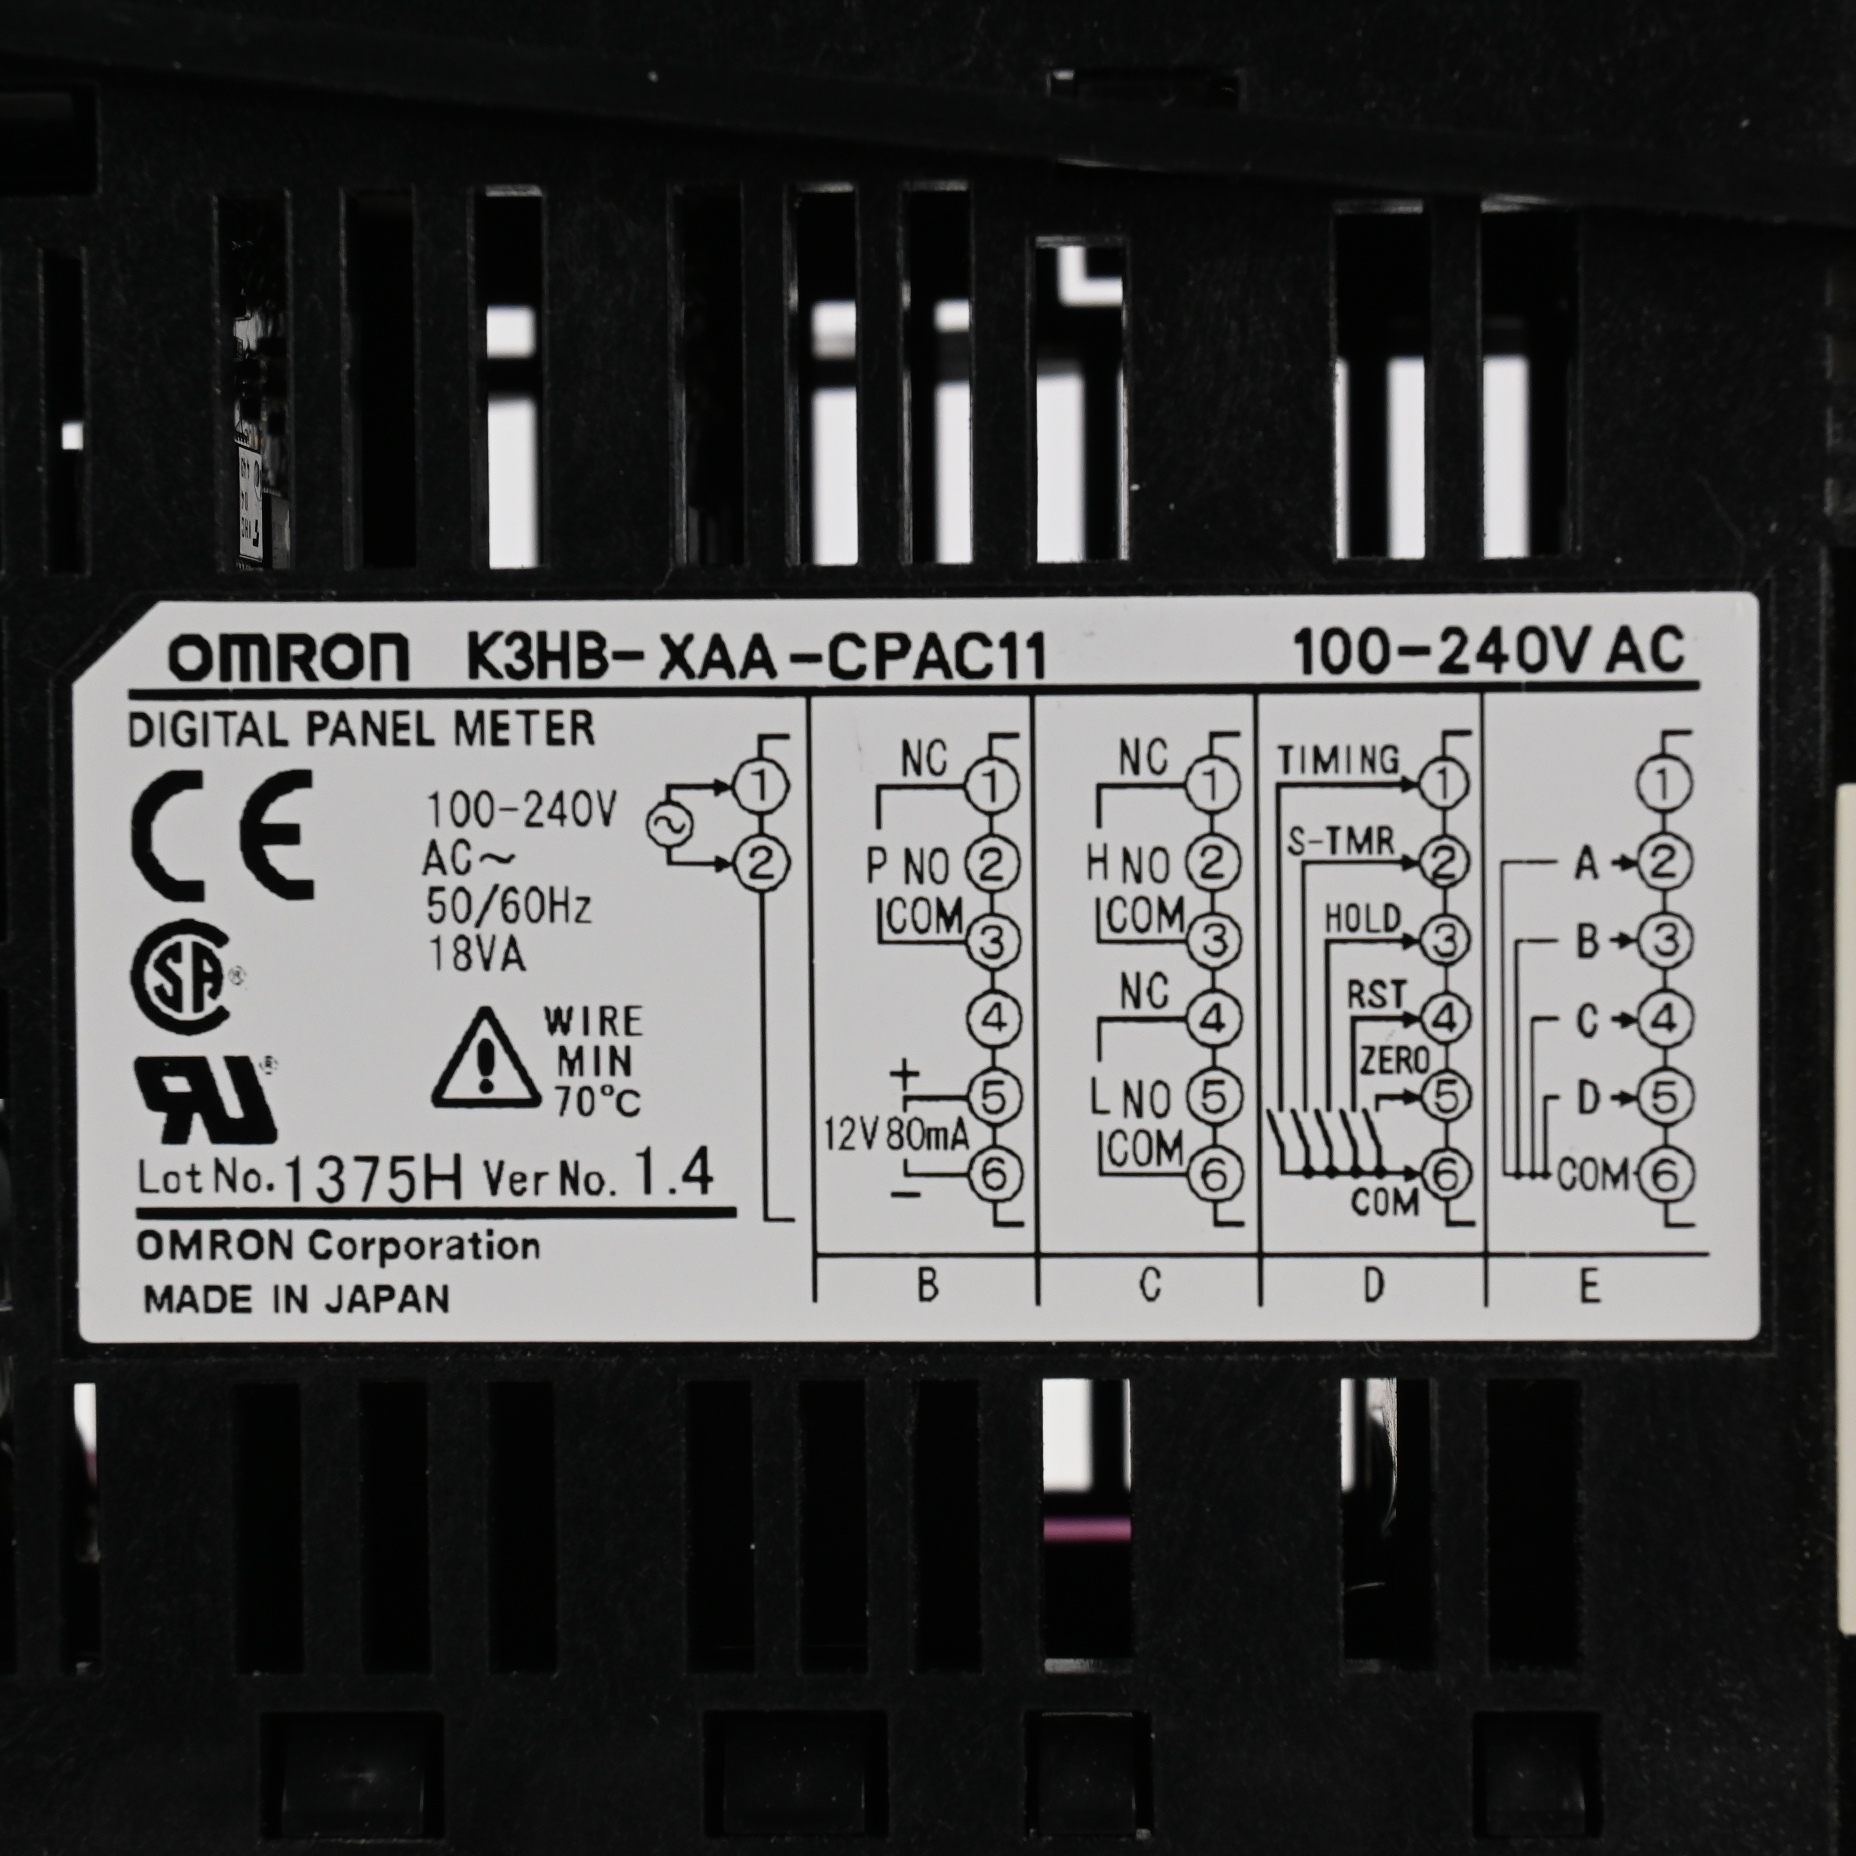 OMRON K3HB-XAA-CPAC11 100-240V AC
DIGITAL PANEL METER
CE
100-240V
AC~
50/60Hz
18VA
SA ®
RU ®
WIRE
MIN
70°C
Lot No. 1375H Ver No. 1.4
OMRON Corporation
MADE IN JAPAN
1
2
NC 1
P NO 2
COM 3
4
+ 5
12V 80mA
- 6
B
NC 1
H NO 2
COM 3
NC 4
L NO 5
COM 6
C
TIMING 1
S-TMR 2
HOLD 3
RST 4
ZERO 5
COM 6
D
1
A 2
B 3
C 4
D 5
COM 6
E